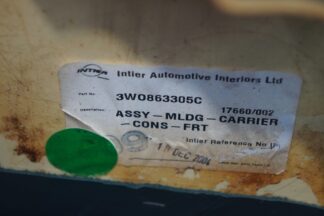 INTIER
Intier Automotive Interiors Ltd
Part No:
3W0863305C
17660/002
Description:
ASSY-MLDG-CARRIER
-CONS-FRT
Intier Reference No
DEC